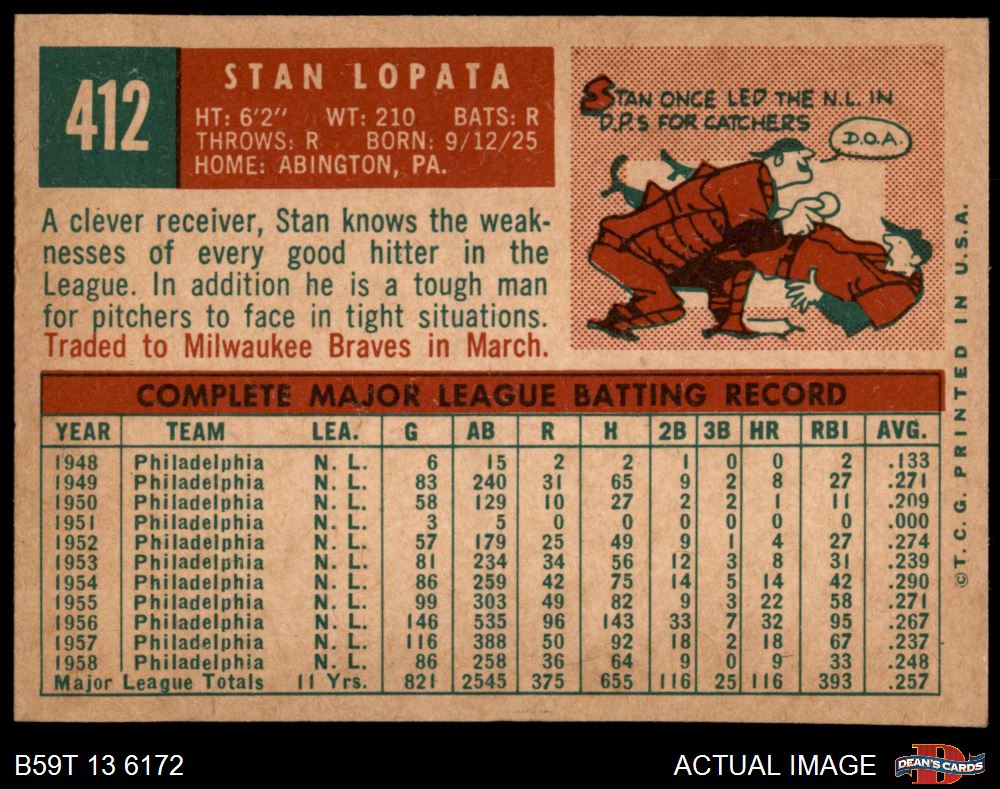 412
STAN LOPATA
HT: 6'2" WT: 210 BATS: R
THROWS: R BORN: 9/12/25
HOME: ABINGTON, PA.
STAN ONCE LED THE N.L. IN
D.P.S FOR CATCHERS
D.O.A.
A clever receiver, Stan knows the weak-
nesses of every good hitter in the
League. In addition he is a tough man
for pitchers to face in tight situations.
Traded to Milwaukee Braves in March.
COMPLETE MAJOR LEAGUE BATTING RECORD
YEAR TEAM LEA. G AB R H 2B 3B HR RBI AVG.
1948 Philadelphia N. L. 6 15 2 2 1 0 0 2 .133
1949 Philadelphia N. L. 83 240 31 65 9 2 8 27 .271
1950 Philadelphia N. L. 58 129 10 27 2 2 1 11 .209
1951 Philadelphia N. L. 3 5 0 0 0 0 0 0 .000
1952 Philadelphia N. L. 57 179 25 49 9 1 4 27 .274
1953 Philadelphia N. L. 81 234 34 56 12 3 8 31 .239
1954 Philadelphia N. L. 86 259 42 75 14 5 14 42 .290
1955 Philadelphia N. L. 99 303 49 82 9 3 22 58 .271
1956 Philadelphia N. L. 146 535 96 143 33 7 32 95 .267
1957 Philadelphia N. L. 116 388 50 92 18 2 18 67 .237
1958 Philadelphia N. L. 86 258 36 64 9 0 9 33 .248
Major League Totals 11 Yrs. 821 2545 375 655 116 25 116 393 .257
©T. C. G. PRINTED IN U.S.A.
B59T 13 6172
ACTUAL IMAGE
D
DEAN'S CARDS